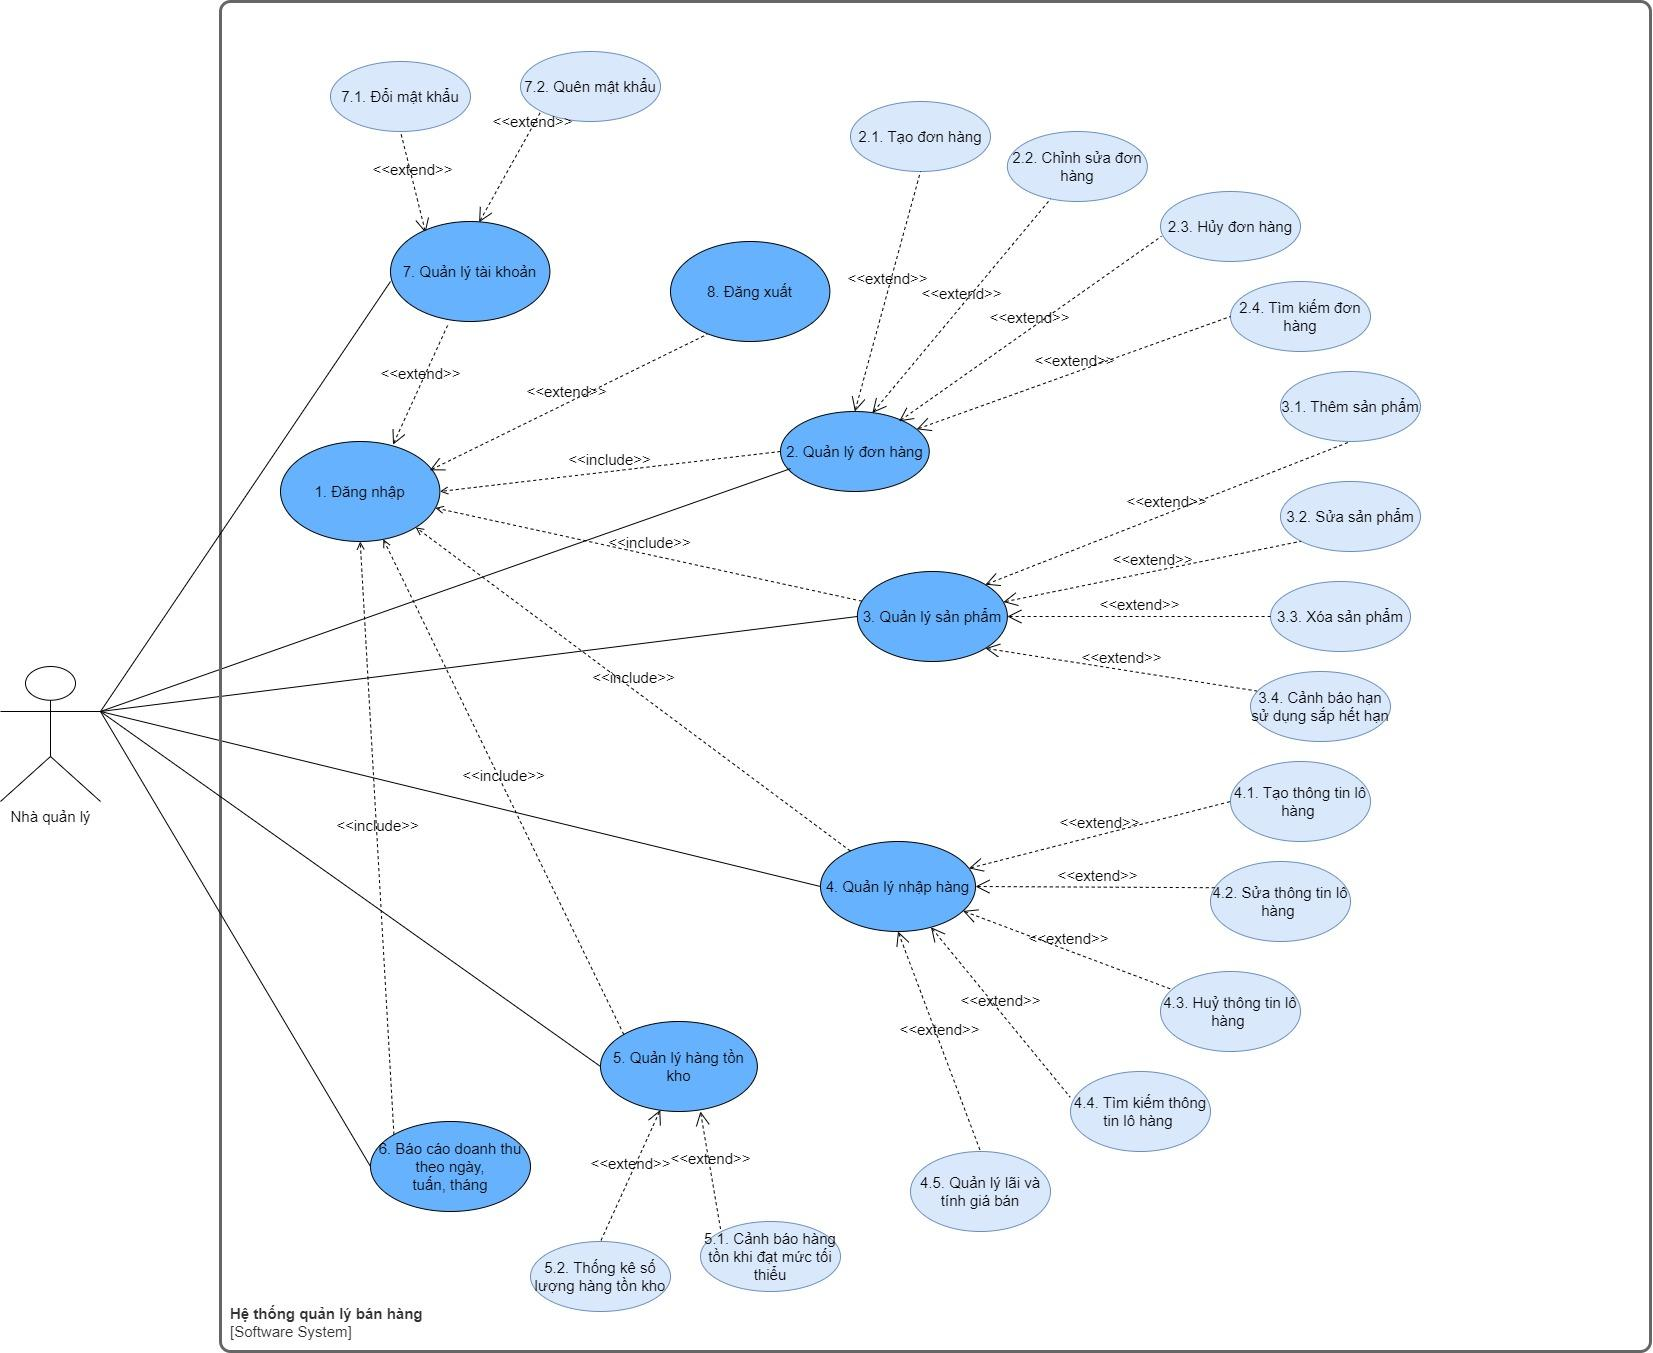 7.1. Đổi mật khẩu
7.2. Quên mật khẩu
<<extend>>
<<extend>>
7. Quản lý tài khoản
8. Đăng xuất
<<extend>>
<<extend>>
1. Đăng nhập
2.1. Tạo đơn hàng
2.2. Chỉnh sửa đơn
hàng
2.3. Hủy đơn hàng
2.4. Tìm kiếm đơn
hàng
<<extend>>
<<extend>>
<<extend>>
<<extend>>
2. Quản lý đơn hàng
<<include>>
3.1. Thêm sản phẩm
3.2. Sửa sản phẩm
3.3. Xóa sản phẩm
3.4. Cảnh báo hạn
sử dụng sắp hết hạn
<<extend>>
<<extend>>
<<extend>>
<<extend>>
3. Quản lý sản phẩm
<<include>>
<<include>>
<<include>>
<<include>>
Nhà quản lý
4.1. Tạo thông tin lô
hàng
4.2. Sửa thông tin lô
hàng
4.3. Huỷ thông tin lô
hàng
4.4. Tìm kiếm thông
tin lô hàng
4.5. Quản lý lãi và
tính giá bán
<<extend>>
<<extend>>
<<extend>>
<<extend>>
<<extend>>
4. Quản lý nhập hàng
5. Quản lý hàng tồn
kho
<<extend>>
<<extend>>
5.1. Cảnh báo hàng
tồn khi đạt mức tối
thiểu
5.2. Thống kê số
lượng hàng tồn kho
6. Báo cáo doanh thu
theo ngày,
tuần, tháng
Hệ thống quản lý bán hàng
[Software System]